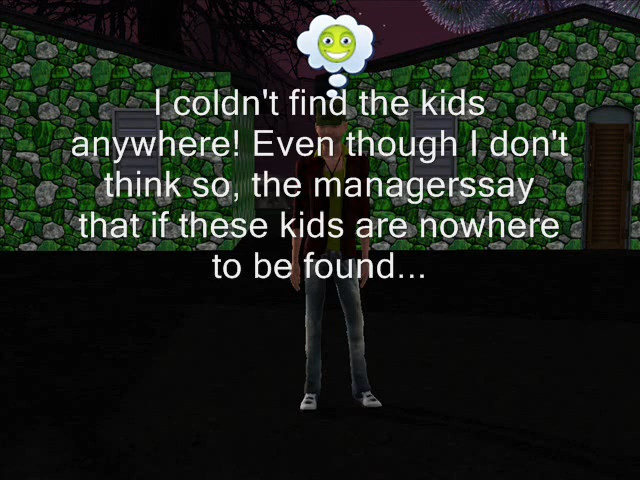 I coldn't find the kids
anywhere! Even though I don't
think so, the managerssay
that if these kids are nowhere
to be found...